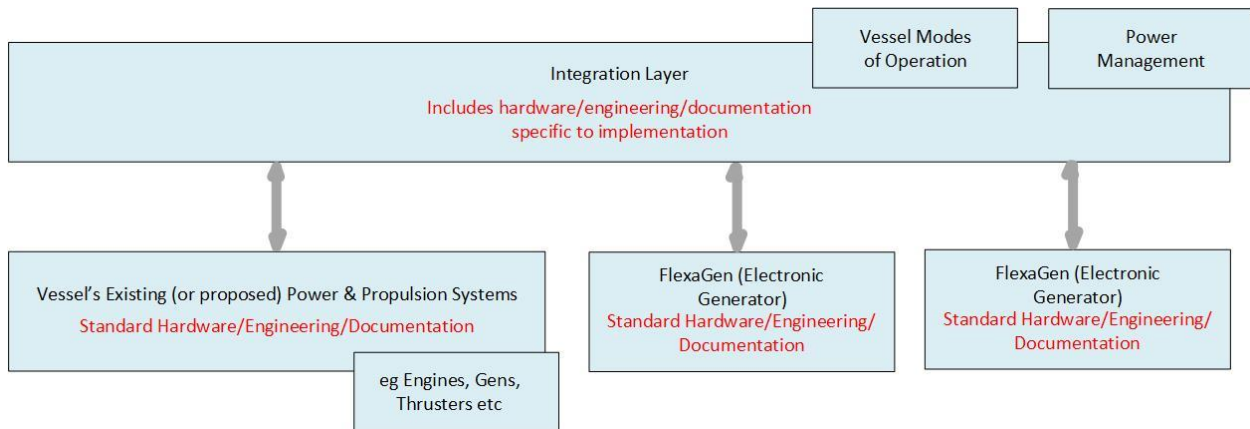 Vessel Modes
of Operation
Power
Management
Integration Layer
Includes hardware/engineering/documentation
specific to implementation
Vessel's Existing (or proposed) Power & Propulsion Systems
Standard Hardware/Engineering/Documentation
eg Engines, Gens,
Thrusters etc
FlexaGen (Electronic
Generator)
Standard Hardware/Engineering/
Documentation
FlexaGen (Electronic
Generator)
Standard Hardware/Engineering/
Documentation